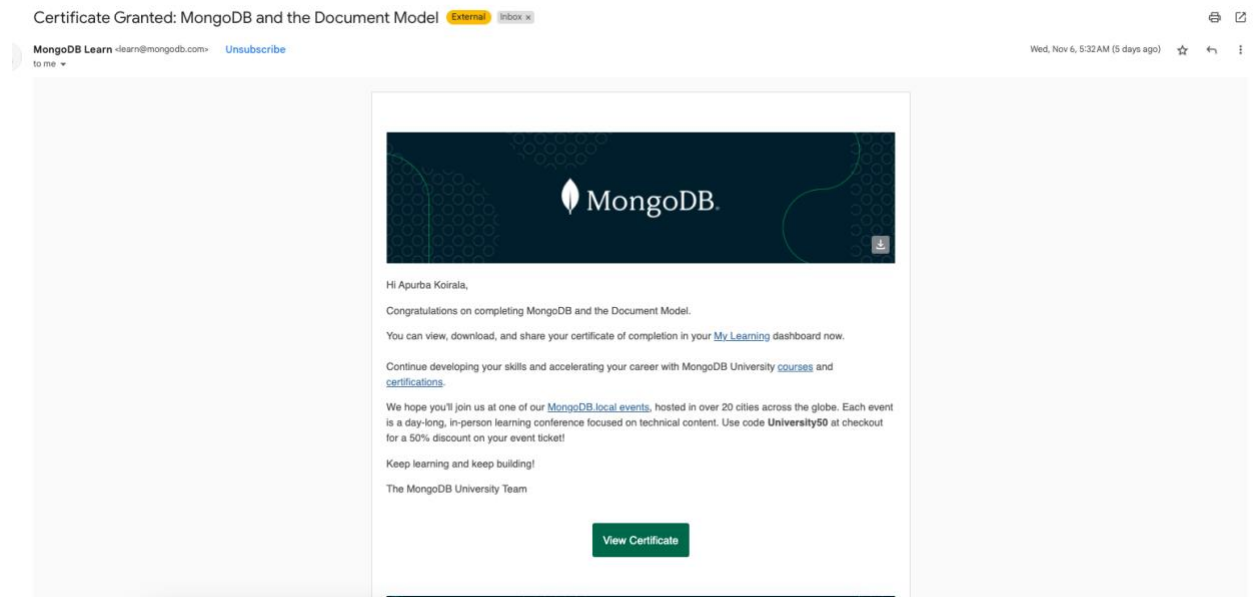 Certificate Granted: MongoDB and the Document Model External Inbox x
MongoDB Learn <learn@mongodb.com> Unsubscribe Wed, Nov 6, 5:32 AM (5 days ago)
to me
MongoDB.
Hi Apurba Koirala,
Congratulations on completing MongoDB and the Document Model.
You can view, download, and share your certificate of completion in your My Learning dashboard now.
Continue developing your skills and accelerating your career with MongoDB University courses and
certifications.
We hope you'll join us at one of our MongoDB.local events, hosted in over 20 cities across the globe. Each event
is a day-long, in-person learning conference focused on technical content. Use code University50 at checkout
for a 50% discount on your event ticket!
Keep learning and keep building!
The MongoDB University Team
View Certificate